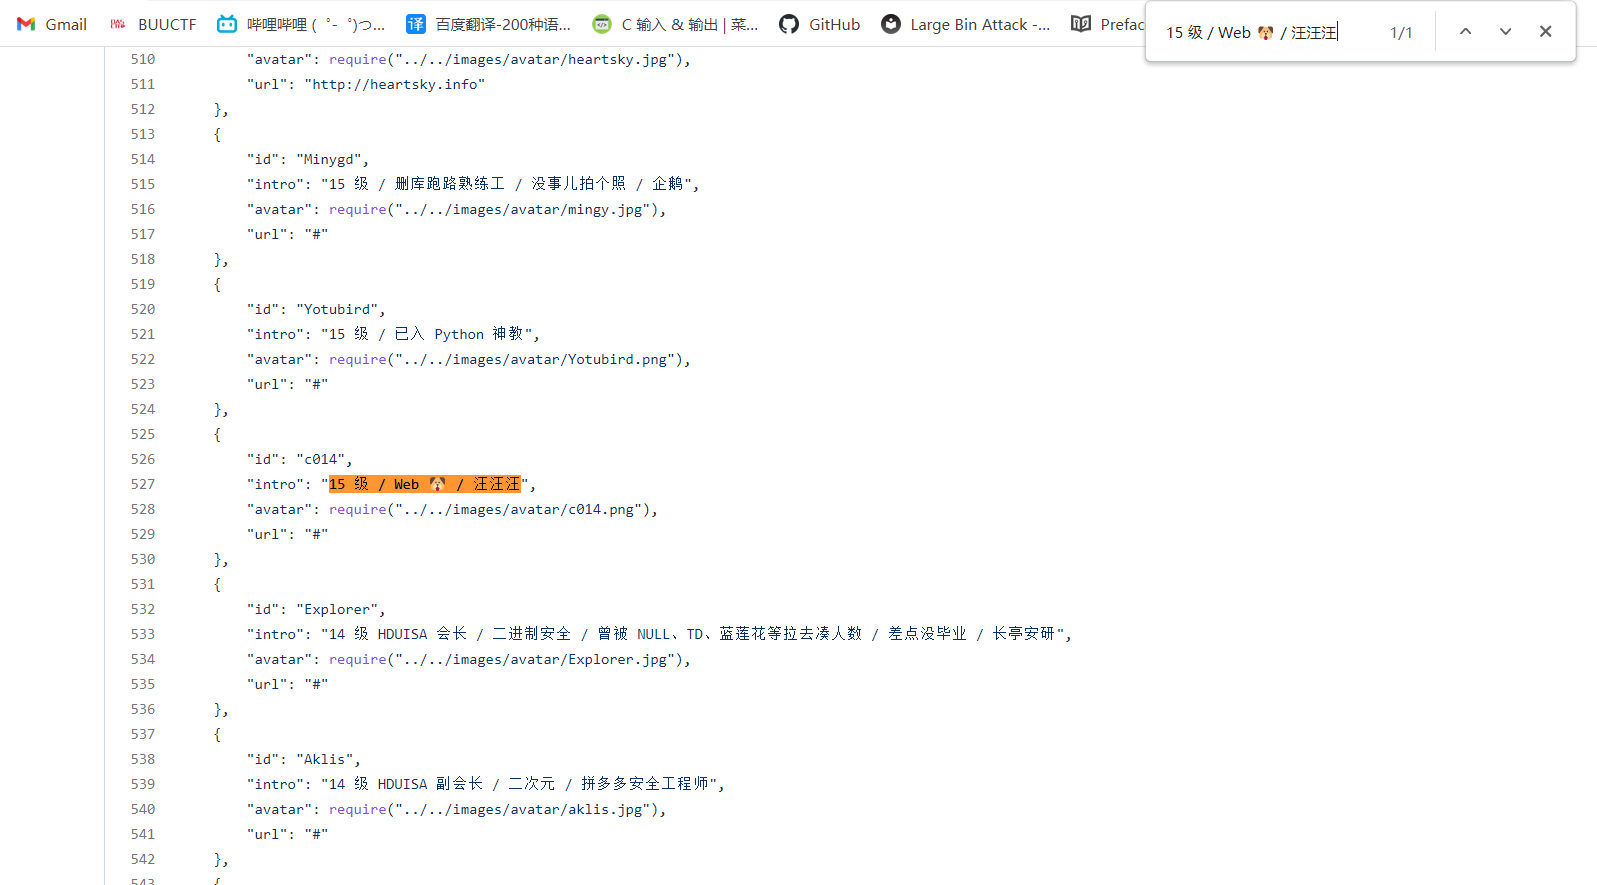 Gmail BUUCTF 哔哩哔哩 (゜-゜)つ... 百度翻译-200种语... C 输入 & 输出 | 菜... GitHub Large Bin Attack -... Prefac
15 级 / Web 🐶 / 汪汪汪 1/1
510 "avatar": require("../../images/avatar/heartsky.jpg"),
511 "url": "http://heartsky.info"
512 },
513 {
514 "id": "Minygd",
515 "intro": "15 级 / 删库跑路熟练工 / 没事儿拍个照 / 企鹅",
516 "avatar": require("../../images/avatar/mingy.jpg"),
517 "url": "#"
518 },
519 {
520 "id": "Yotubird",
521 "intro": "15 级 / 已入 Python 神教",
522 "avatar": require("../../images/avatar/Yotubird.png"),
523 "url": "#"
524 },
525 {
526 "id": "c014",
527 "intro": "15 级 / Web 🐶 / 汪汪汪",
528 "avatar": require("../../images/avatar/c014.png"),
529 "url": "#"
530 },
531 {
532 "id": "Explorer",
533 "intro": "14 级 HDUISA 会长 / 二进制安全 / 曾被 NULL、TD、蓝莲花等拉去凑人数 / 差点没毕业 / 长亭安研",
534 "avatar": require("../../images/avatar/Explorer.jpg"),
535 "url": "#"
536 },
537 {
538 "id": "Aklis",
539 "intro": "14 级 HDUISA 副会长 / 二次元 / 拼多多安全工程师",
540 "avatar": require("../../images/avatar/aklis.jpg"),
541 "url": "#"
542 },
543 {